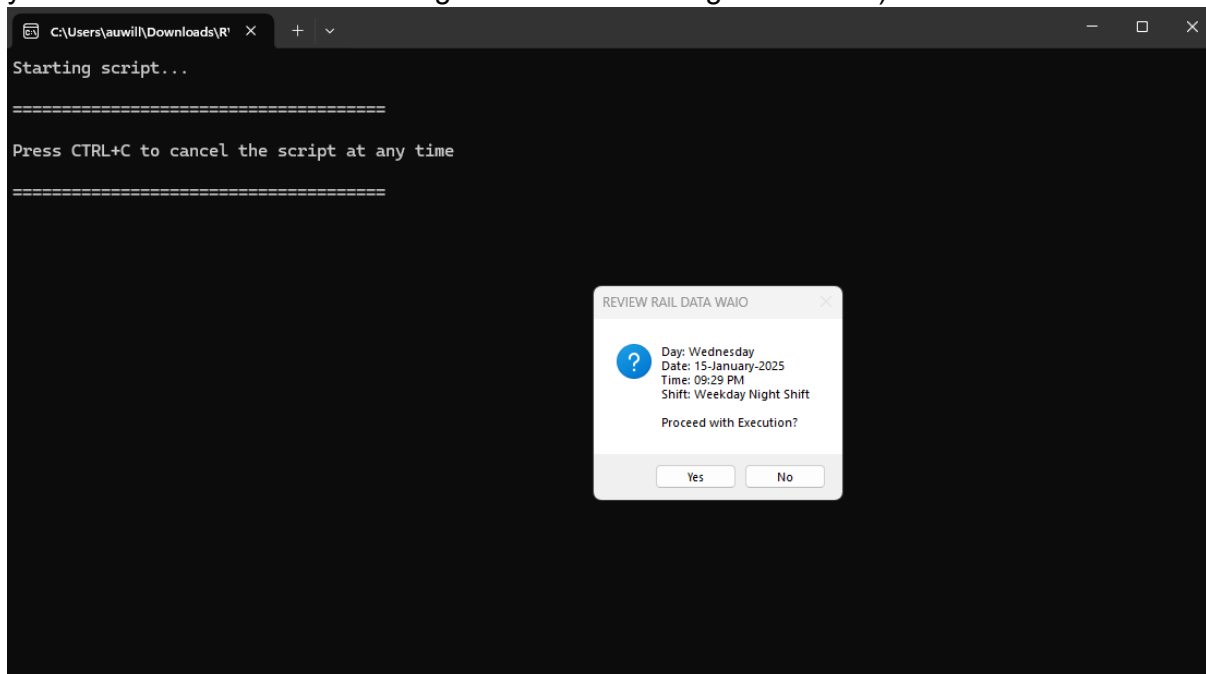 C:\Users\auwill\Downloads\R
Starting script...
======================================
Press CTRL+C to cancel the script at any time
======================================
REVIEW RAIL DATA WAIO
Day: Wednesday
Date: 15-January-2025
Time: 09:29 PM
Shift: Weekday Night Shift
Proceed with Execution?
Yes No